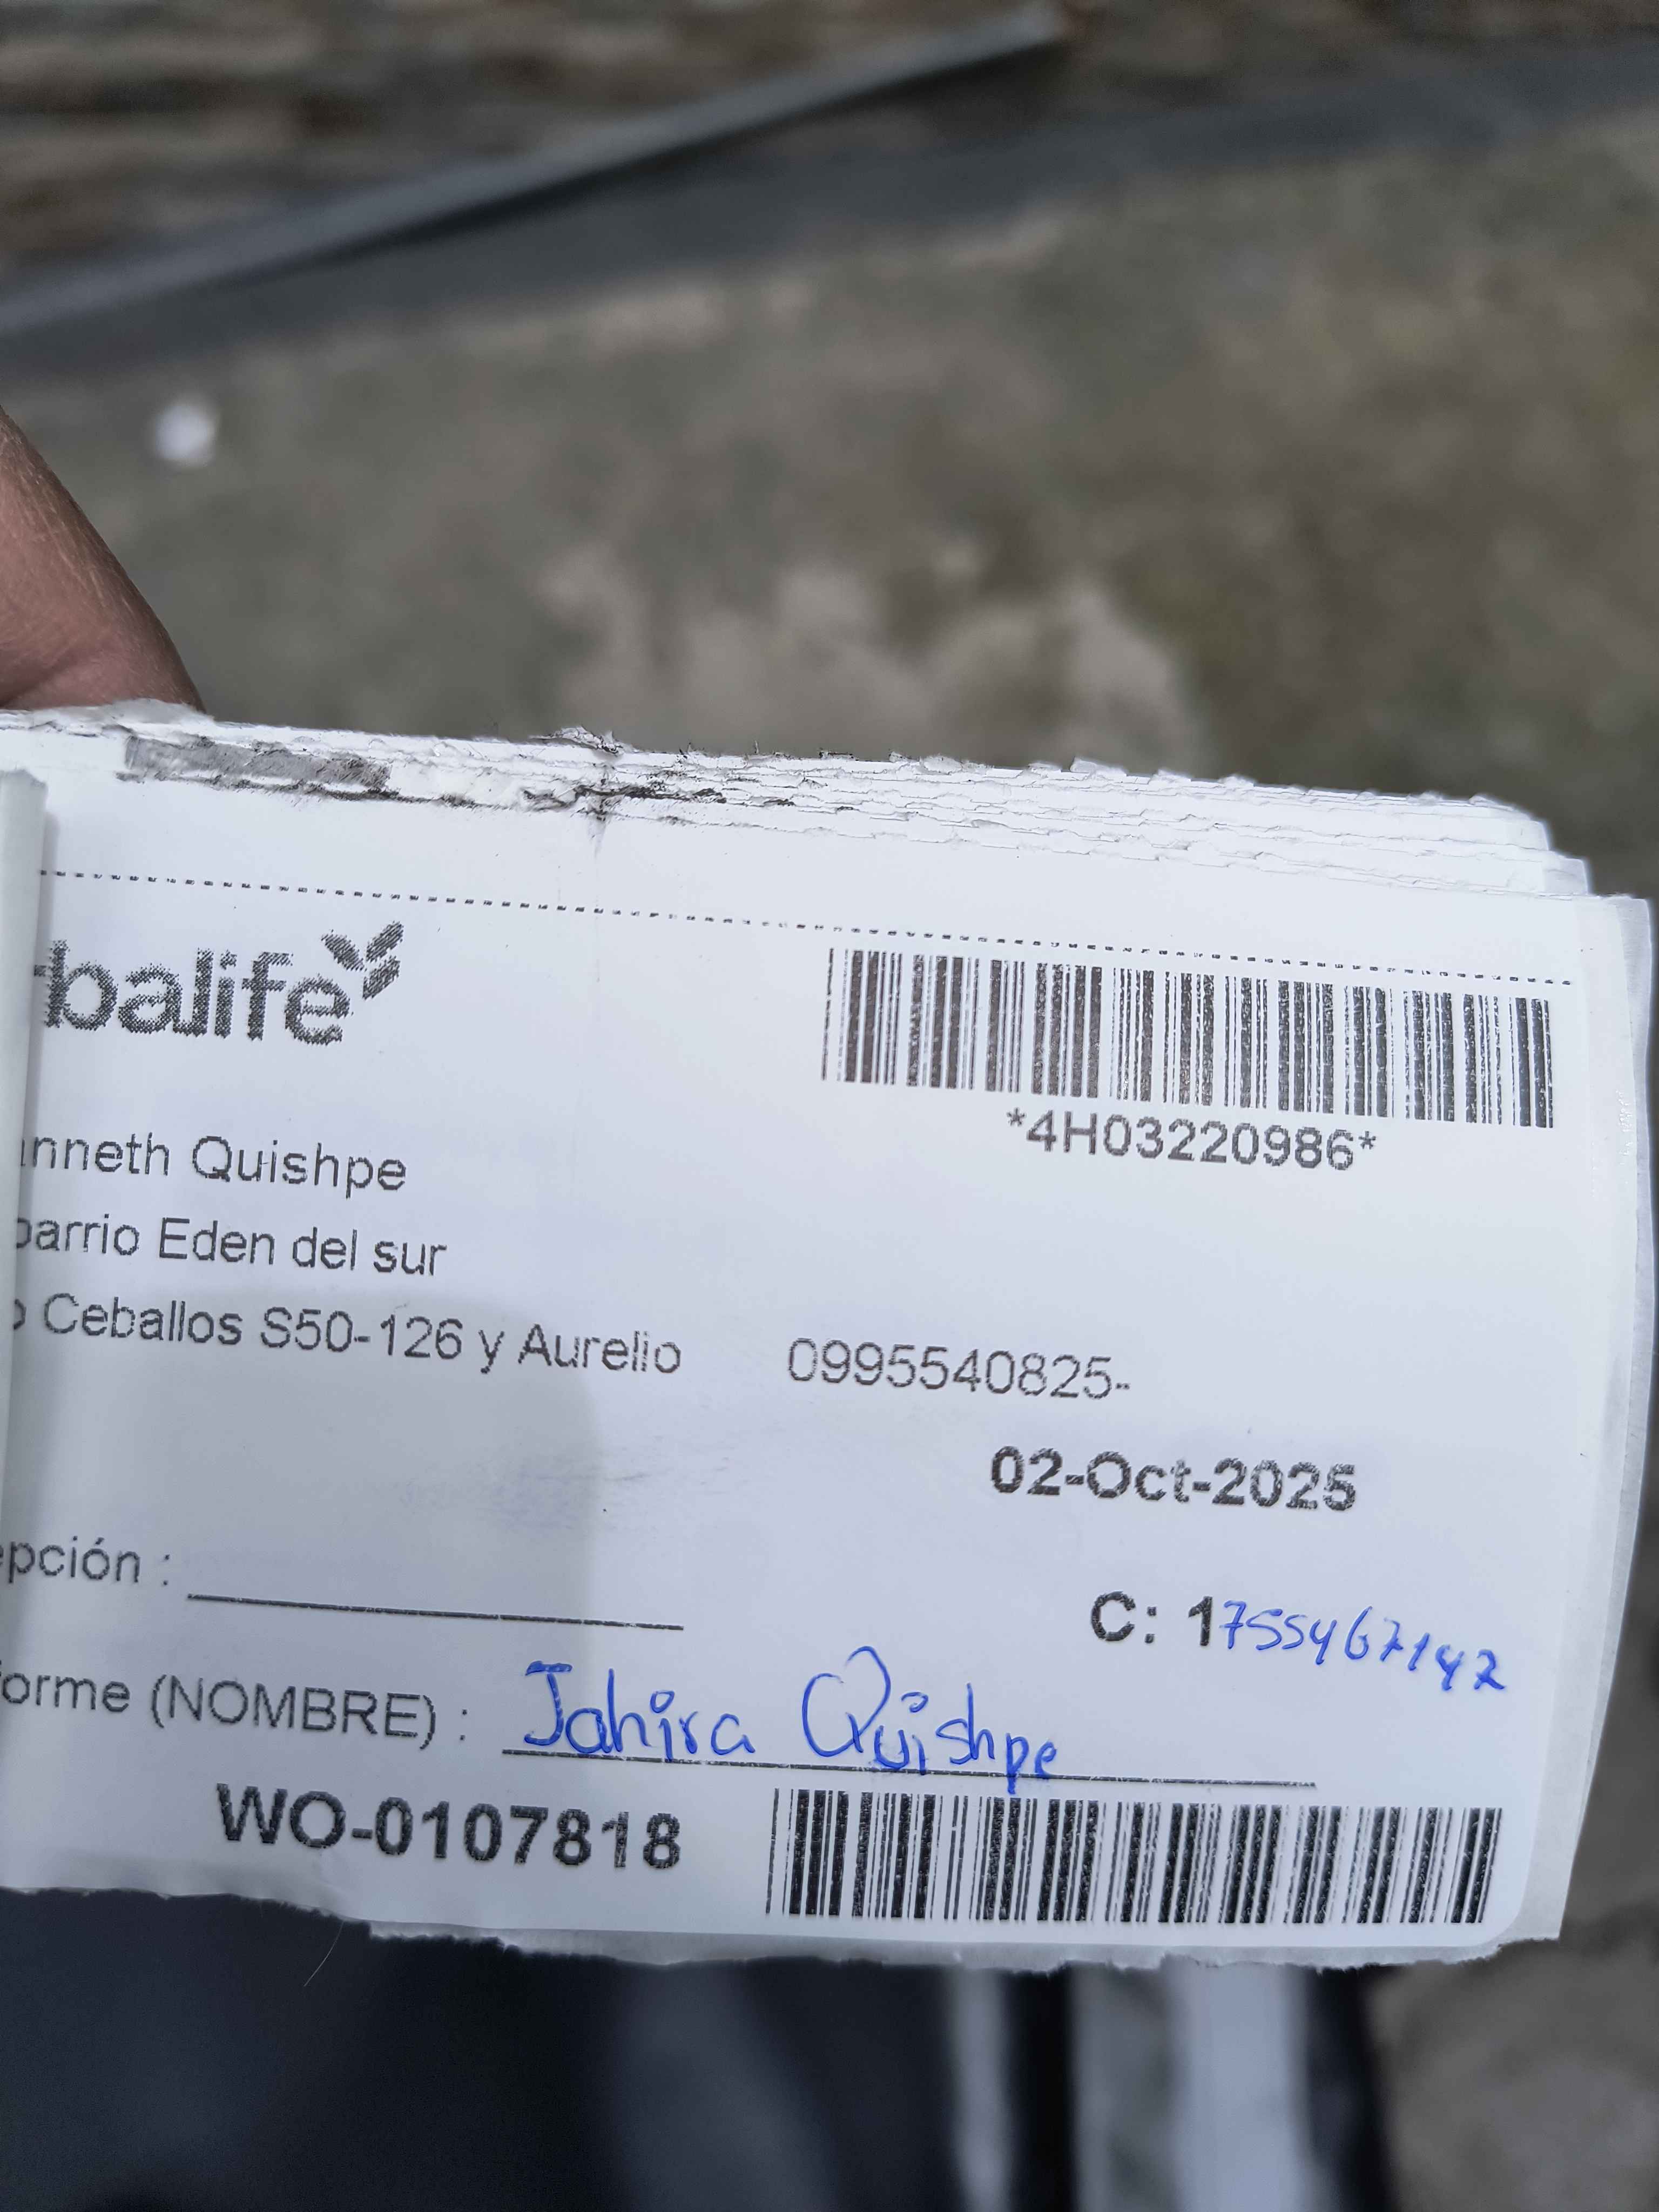 rbalife
*4H03220986*
anneth Quishpe
barrio Eden del sur
o Ceballos S50-126 y Aurelio 0995540825-
02-Oct-2025
epción :
C: 1755467142
forme (NOMBRE) : Jahira Quishpe
WO-0107818